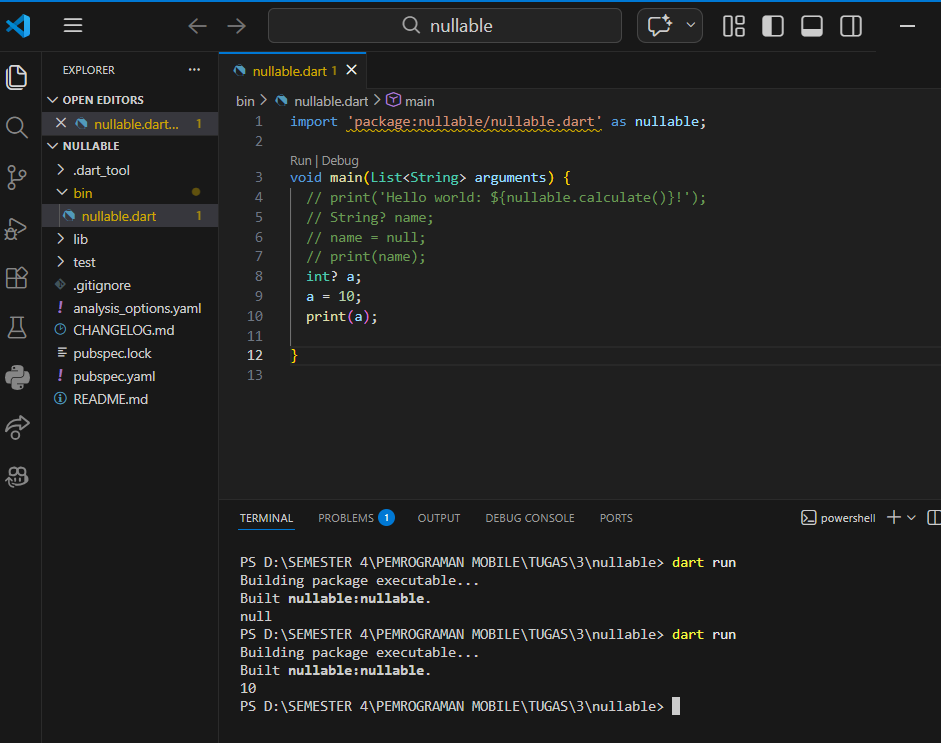 nullable
EXPLORER
nullable.dart 1
OPEN EDITORS
nullable.dart... 1
NULLABLE
.dart_tool
bin
nullable.dart 1
lib
test
.gitignore
! analysis_options.yaml
CHANGELOG.md
pubspec.lock
! pubspec.yaml
README.md
bin > nullable.dart > main
1 import 'package:nullable/nullable.dart' as nullable;
2
Run | Debug
3 void main(List<String> arguments) {
4 // print('Hello world: ${nullable.calculate()}!');
5 // String? name;
6 // name = null;
7 // print(name);
8 int? a;
9 a = 10;
10 print(a);
11
12 }
13
TERMINAL PROBLEMS 1 OUTPUT DEBUG CONSOLE PORTS powershell
PS D:\SEMESTER 4\PEMROGRAMAN MOBILE\TUGAS\3\nullable> dart run
Building package executable...
Built nullable:nullable.
null
PS D:\SEMESTER 4\PEMROGRAMAN MOBILE\TUGAS\3\nullable> dart run
Building package executable...
Built nullable:nullable.
10
PS D:\SEMESTER 4\PEMROGRAMAN MOBILE\TUGAS\3\nullable>